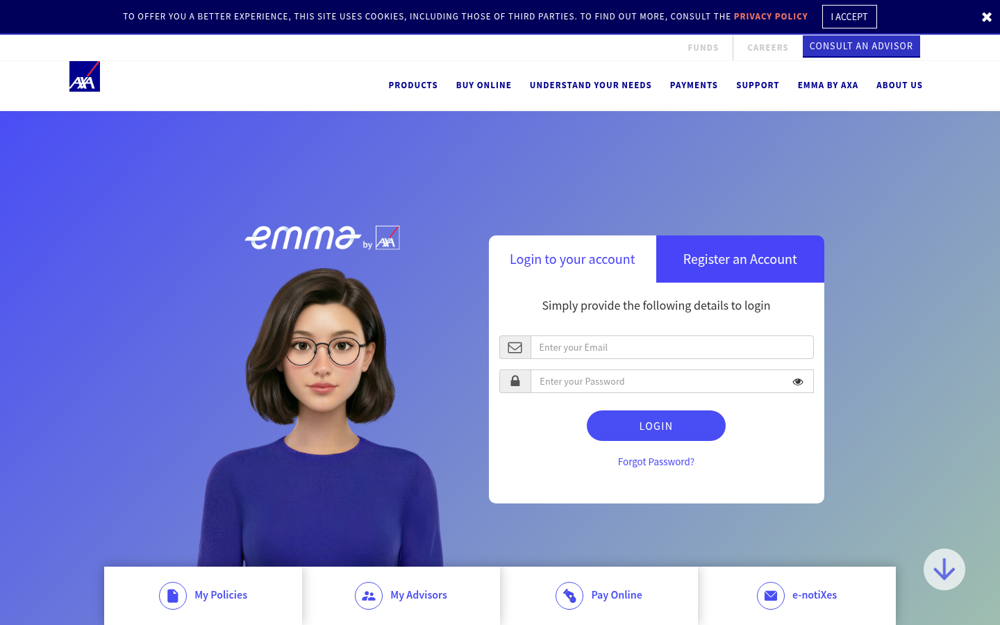 TO OFFER YOU A BETTER EXPERIENCE, THIS SITE USES COOKIES, INCLUDING THOSE OF THIRD PARTIES. TO FIND OUT MORE, CONSULT THE PRIVACY POLICY
I ACCEPT
FUNDS
CAREERS
CONSULT AN ADVISOR
AXA
PRODUCTS
BUY ONLINE
UNDERSTAND YOUR NEEDS
PAYMENTS
SUPPORT
EMMA BY AXA
ABOUT US
emma by AXA
Login to your account
Register an Account
Simply provide the following details to login
Enter your Email
Enter your Password
LOGIN
Forgot Password?
My Policies
My Advisors
Pay Online
e-notiXes